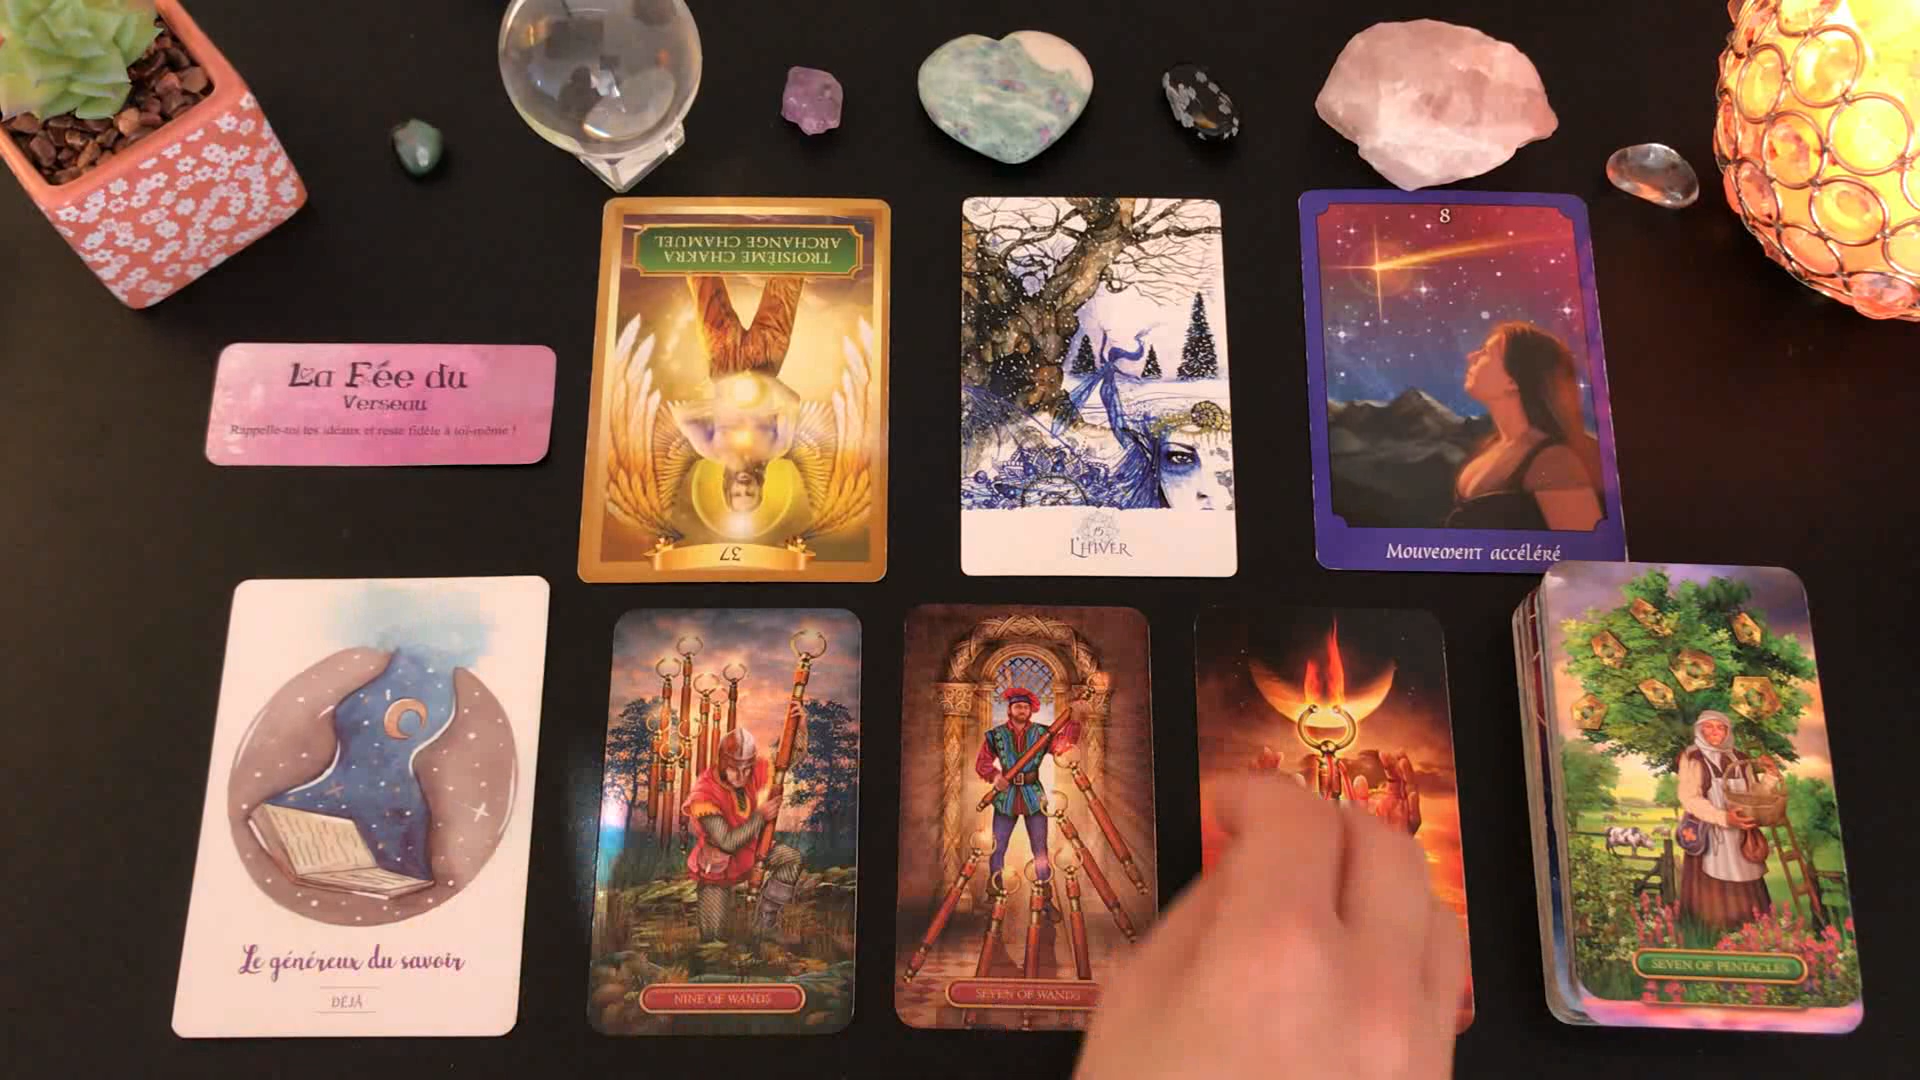 La Fée du
Verseau
Rappelle-toi tes idéaux et reste fidèle à toi-même !
TROISIÈME CHAKRA
ARCHANGE CHAMUEL
37
15
L'HIVER
8
Mouvement accéléré
Le généreux du savoir
DÉJÀ
NINE OF WANDS
SEVEN OF WANDS
SEVEN OF PENTACLES